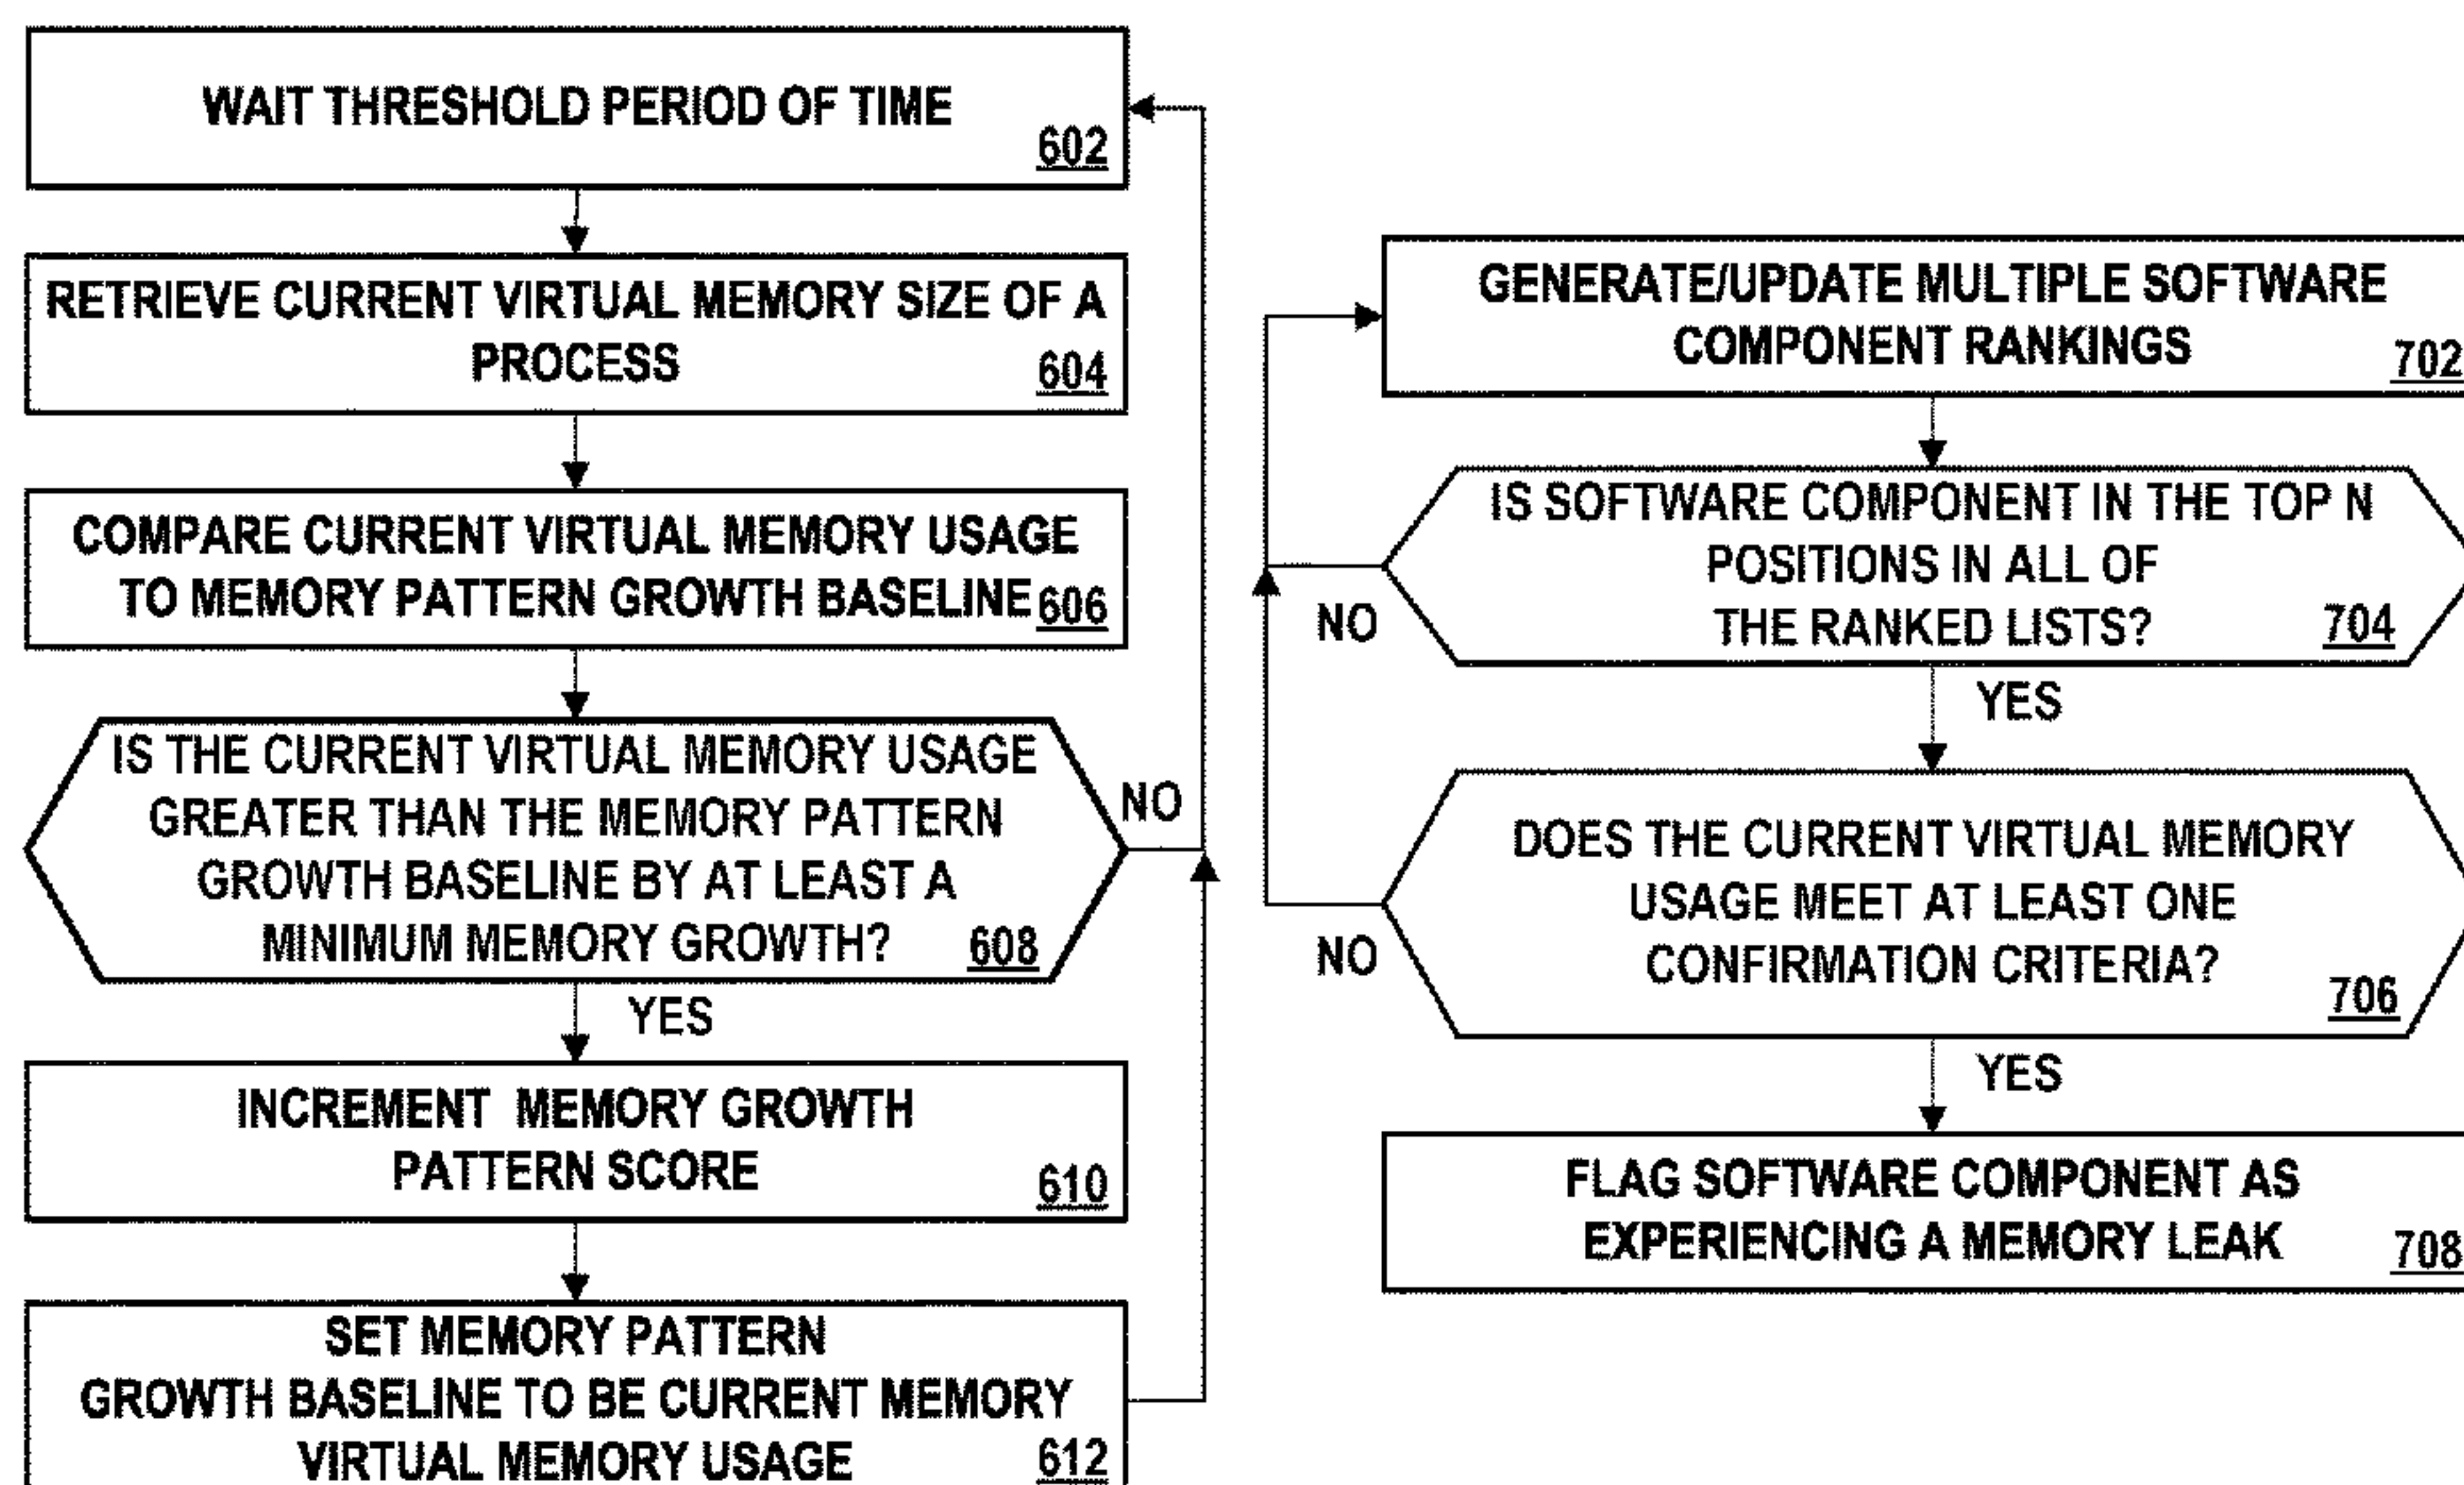 WAIT THRESHOLD PERIOD OF TIME
602
RETRIEVE CURRENT VIRTUAL MEMORY SIZE OF A
PROCESS
604
COMPARE CURRENT VIRTUAL MEMORY USAGE
TO MEMORY PATTERN GROWTH BASELINE 606
IS THE CURRENT VIRTUAL MEMORY USAGE
GREATER THAN THE MEMORY PATTERN
GROWTH BASELINE BY AT LEAST A
MINIMUM MEMORY GROWTH? 608
NO
YES
INCREMENT MEMORY GROWTH
PATTERN SCORE 610
SET MEMORY PATTERN
GROWTH BASELINE TO BE CURRENT MEMORY
VIRTUAL MEMORY USAGE 612
GENERATE/UPDATE MULTIPLE SOFTWARE
COMPONENT RANKINGS 702
IS SOFTWARE COMPONENT IN THE TOP N
POSITIONS IN ALL OF
THE RANKED LISTS? 704
NO
YES
DOES THE CURRENT VIRTUAL MEMORY
USAGE MEET AT LEAST ONE
CONFIRMATION CRITERIA?
706
NO
YES
FLAG SOFTWARE COMPONENT AS
EXPERIENCING A MEMORY LEAK 708